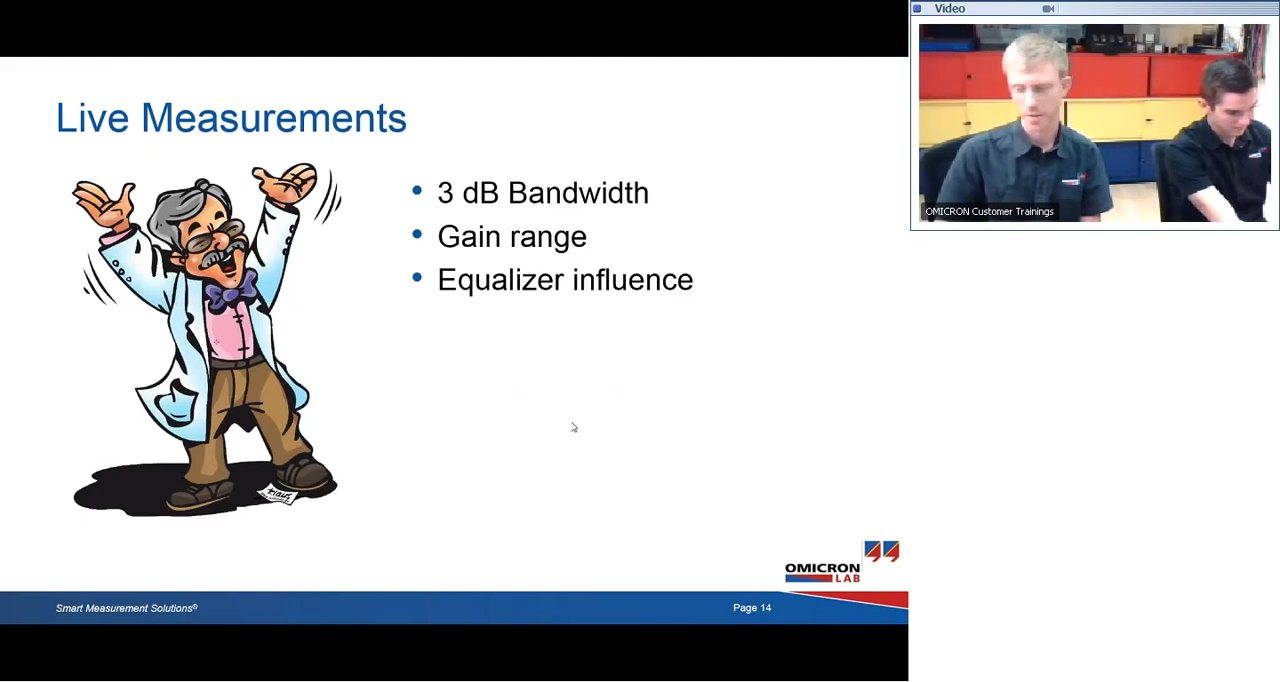 Video
Live Measurements
• 3 dB Bandwidth
• Gain range
• Equalizer influence
OMICRON Customer Trainings
OMICRON
LAB
Smart Measurement Solutions®
Page 14